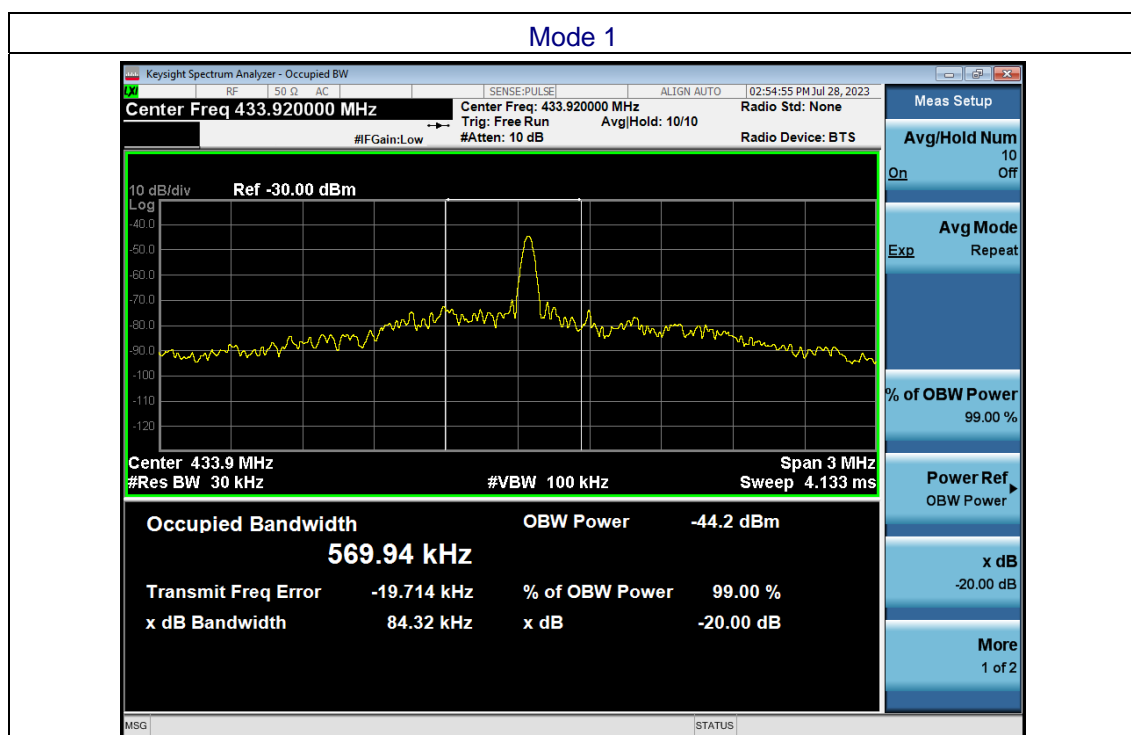 Mode 1
Keysight Spectrum Analyzer - Occupied BW
LXI RF 50 Ω AC SENSE:PULSE ALIGN AUTO 02:54:55 PM Jul 28, 2023
Center Freq 433.920000 MHz
Center Freq: 433.920000 MHz Radio Std: None
Trig: Free Run Avg|Hold: 10/10
#IFGain:Low #Atten: 10 dB Radio Device: BTS
10 dB/div Ref -30.00 dBm
Log
-40.0
-50.0
-60.0
-70.0
-80.0
-90.0
-100
-110
-120
Center 433.9 MHz Span 3 MHz
#Res BW 30 kHz #VBW 100 kHz Sweep 4.133 ms
Occupied Bandwidth OBW Power -44.2 dBm
569.94 kHz
Transmit Freq Error -19.714 kHz % of OBW Power 99.00 %
x dB Bandwidth 84.32 kHz x dB -20.00 dB
Meas Setup
Avg/Hold Num
10
On Off
Avg Mode
Exp Repeat
% of OBW Power
99.00 %
Power Ref
OBW Power
x dB
-20.00 dB
More
1 of 2
MSG STATUS